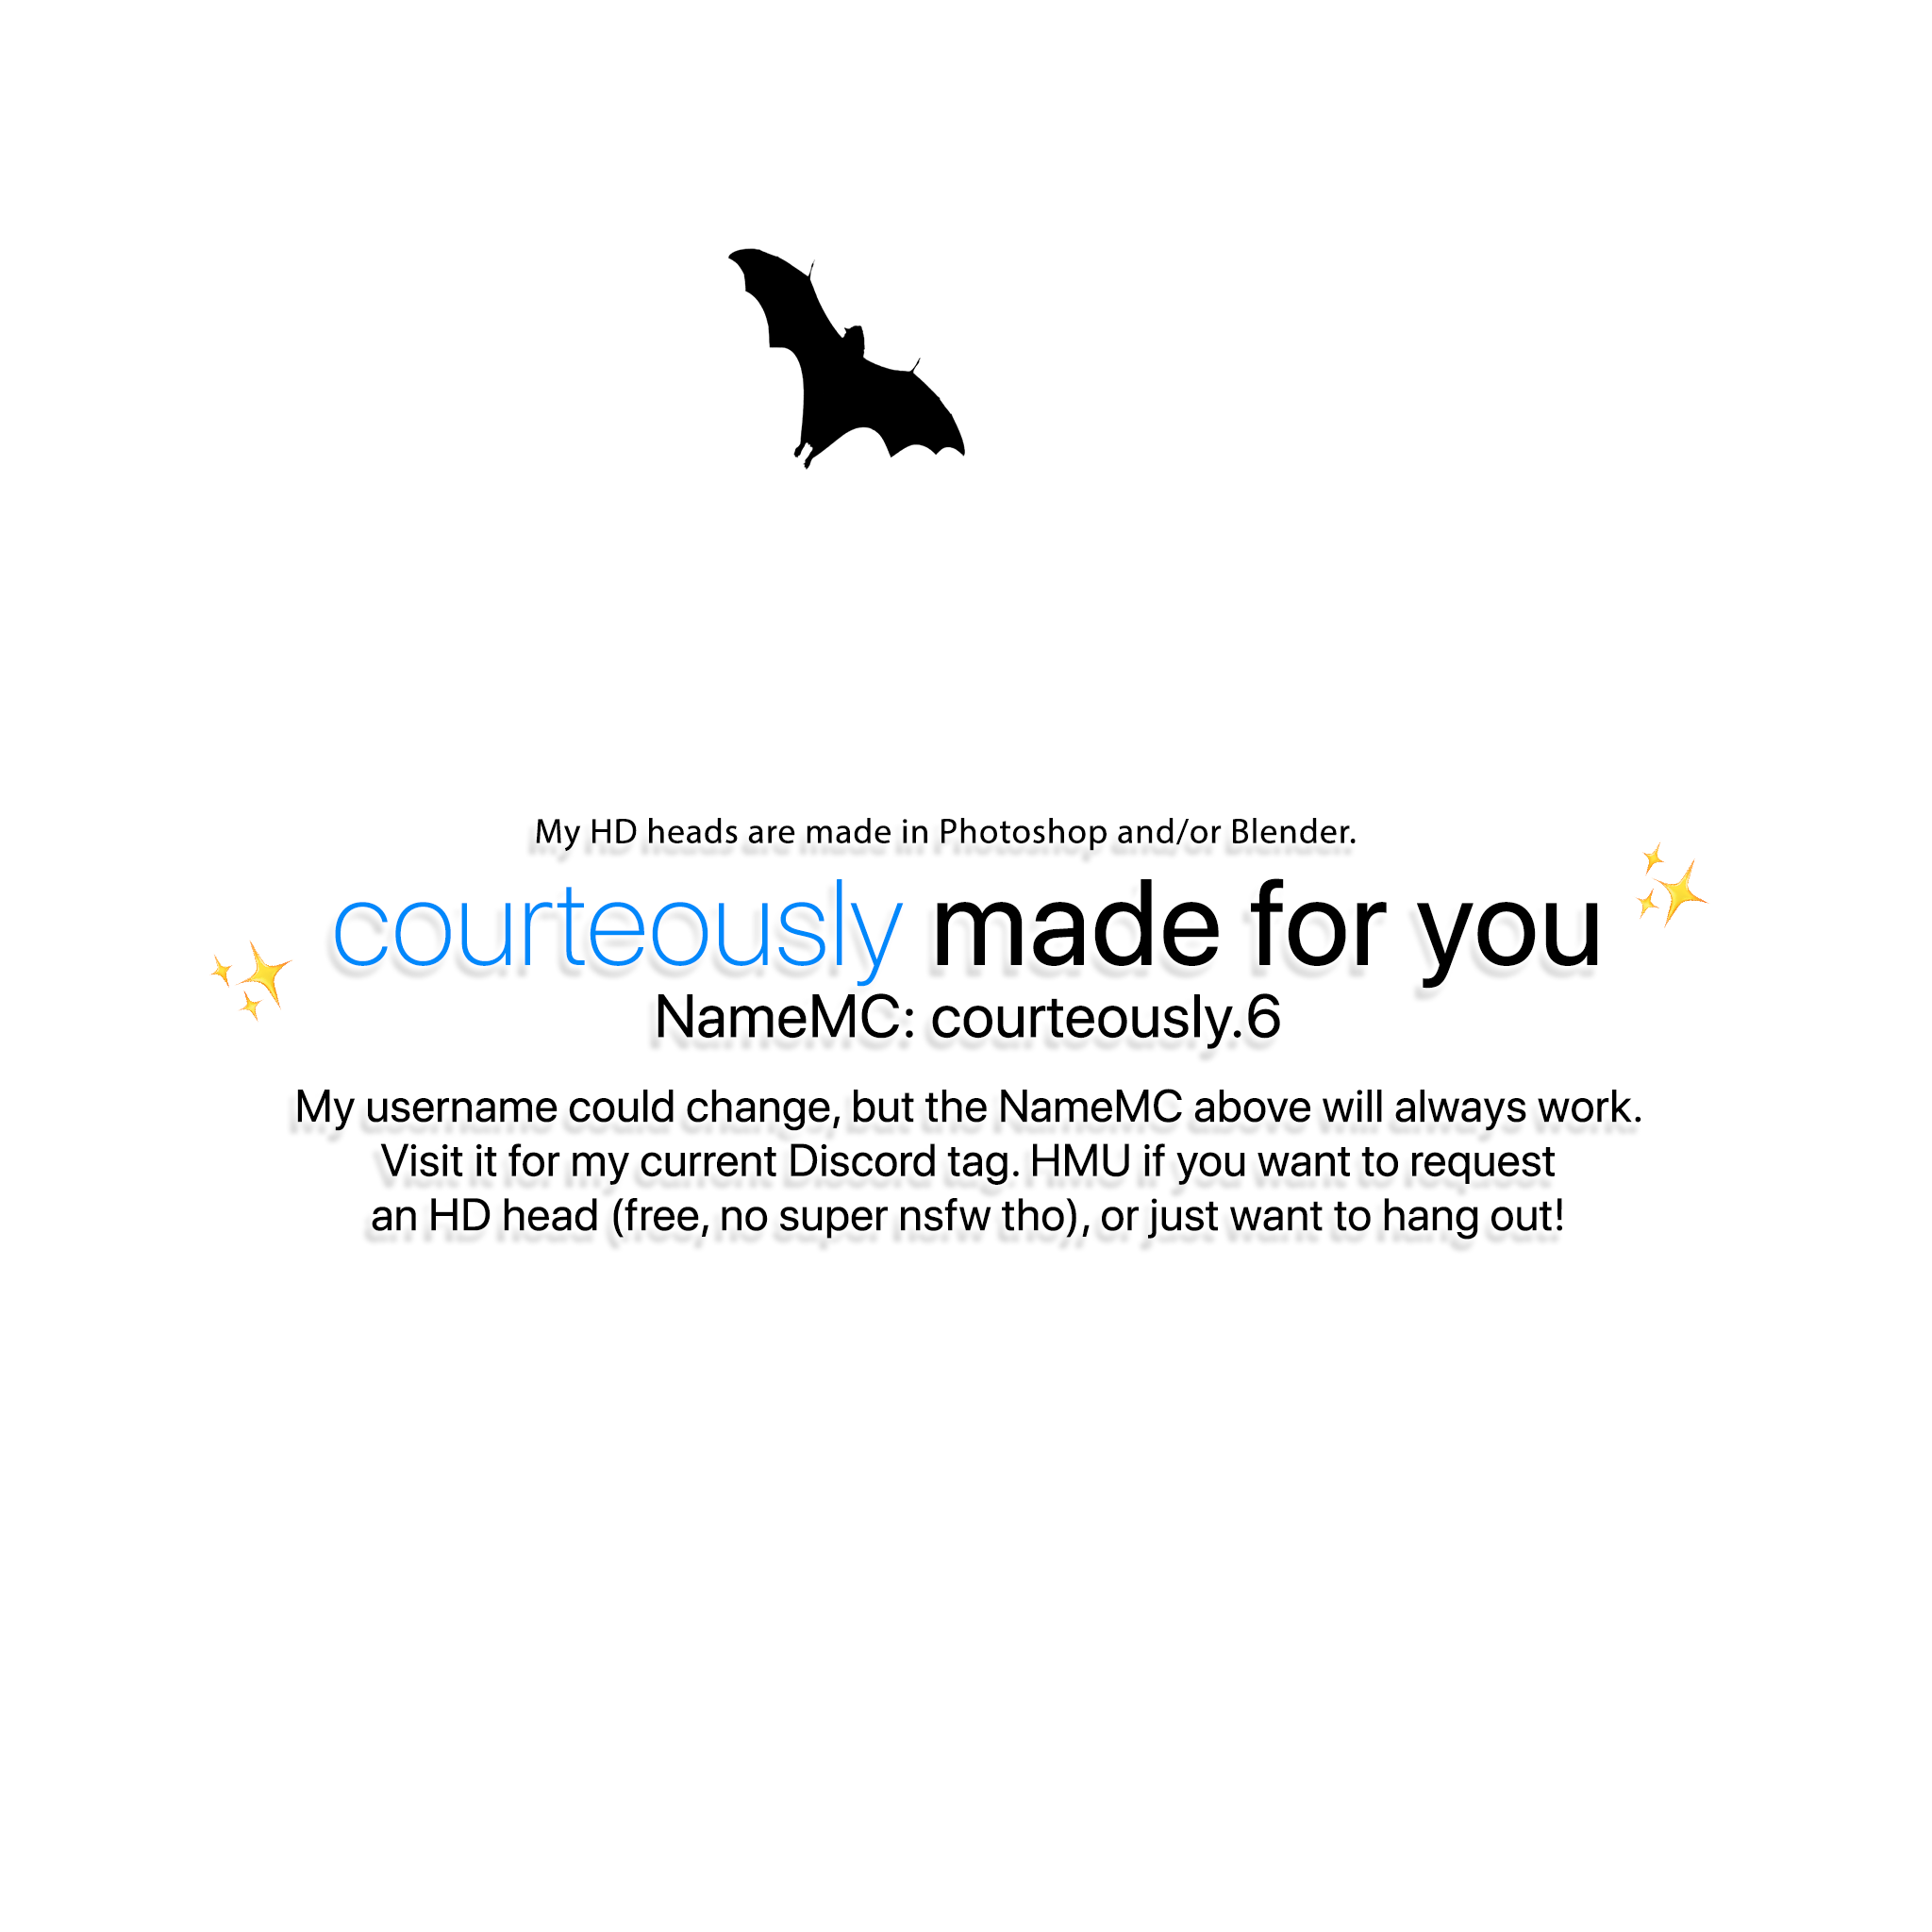 My HD heads are made in Photoshop and/or Blender.
courteously made for you
NameMC: courteously.6
My username could change, but the NameMC above will always work.
Visit it for my current Discord tag. HMU if you want to request
an HD head (free, no super nsfw tho), or just want to hang out!